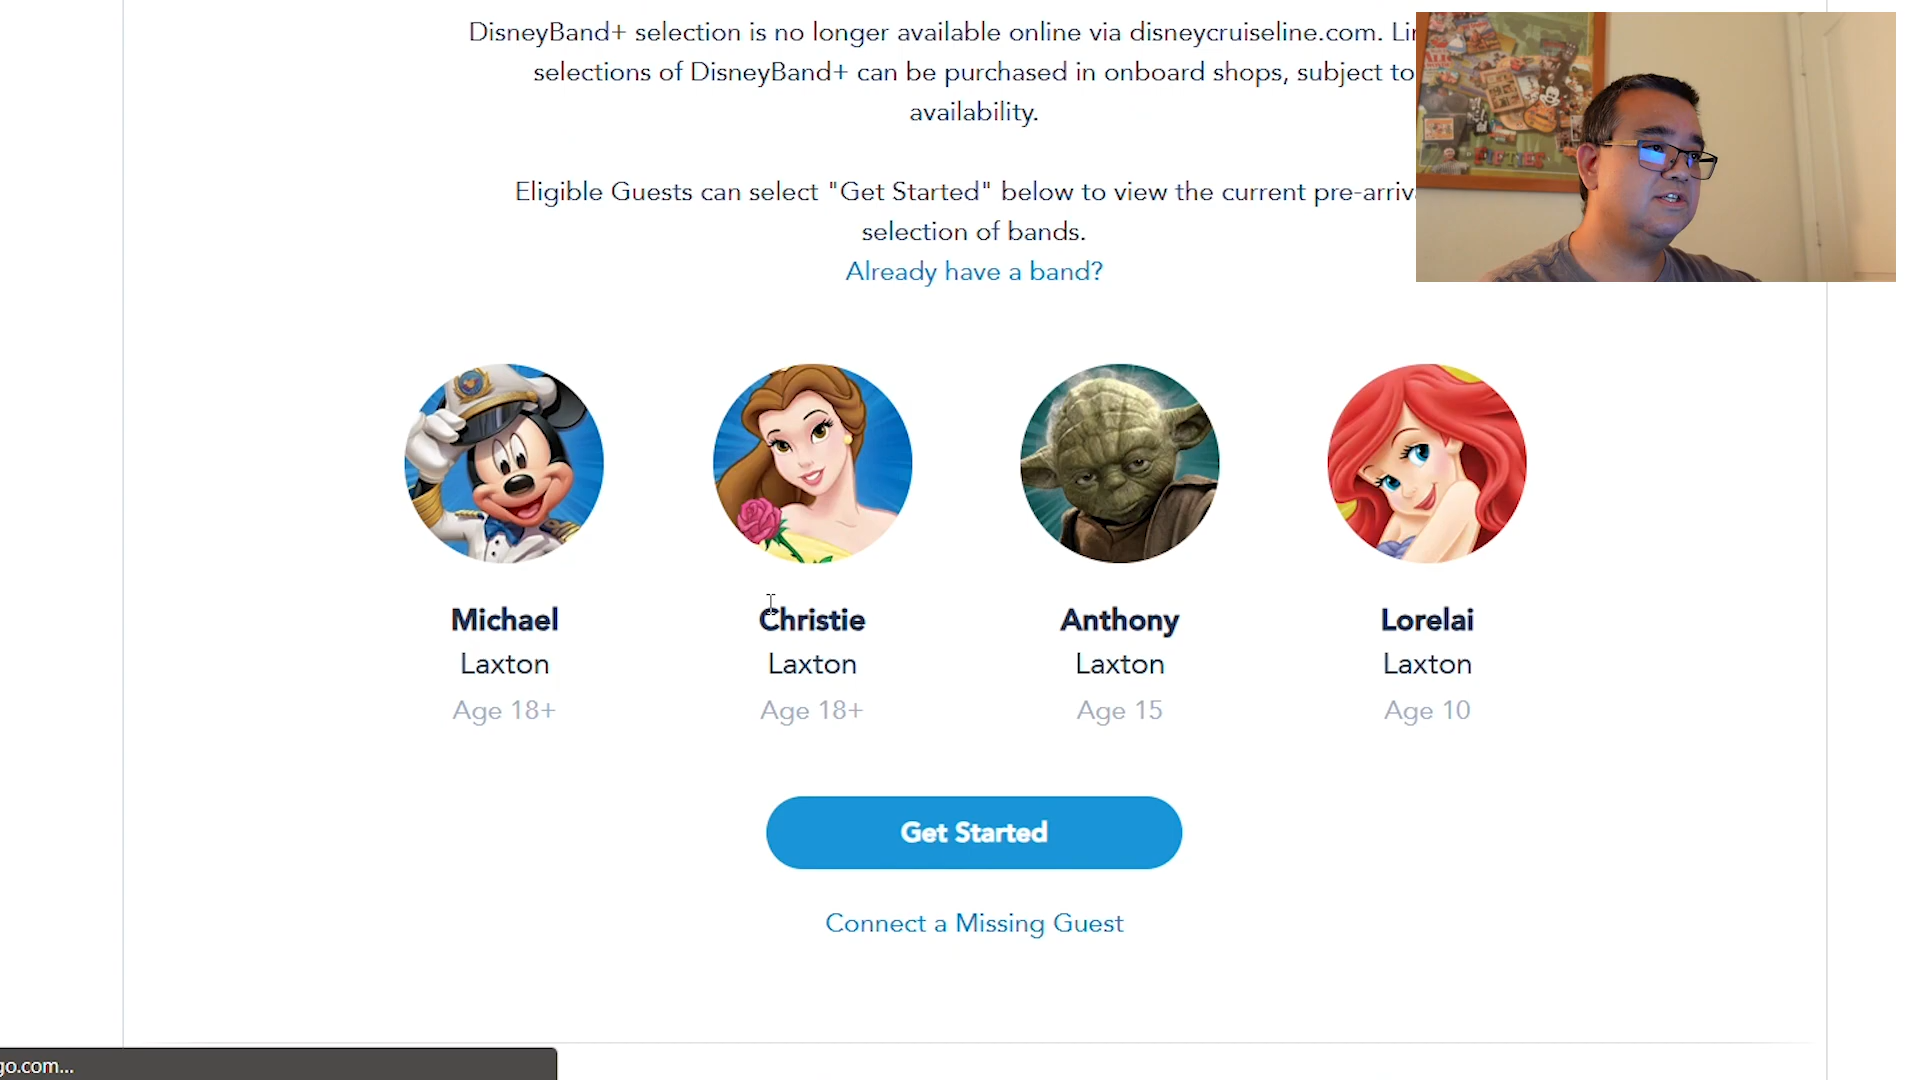 DisneyBand+ selection is no longer available online via disneycruiseline.com.
selections of DisneyBand+ can be purchased in onboard shops, subject to
availability.
Eligible Guests can select "Get Started" below to view the current
selection of bands.
Already have a band?
Michael Christie Anthony Lorelai
Laxton Laxton Laxton Laxton
Age 18+ Age 18+ Age 15 Age 10
Get Started
Connect a Missing Guest
go.com...